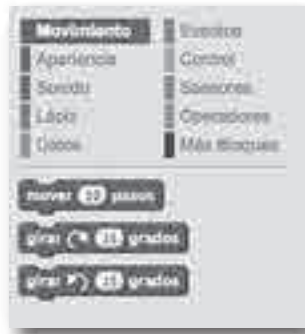 Movimiento
Apariencia
Sonido
Lápiz
Datos
Eventos
Control
Sensores
Operadores
Más Bloques
mover 10 pasos
girar 15 grados
girar 15 grados